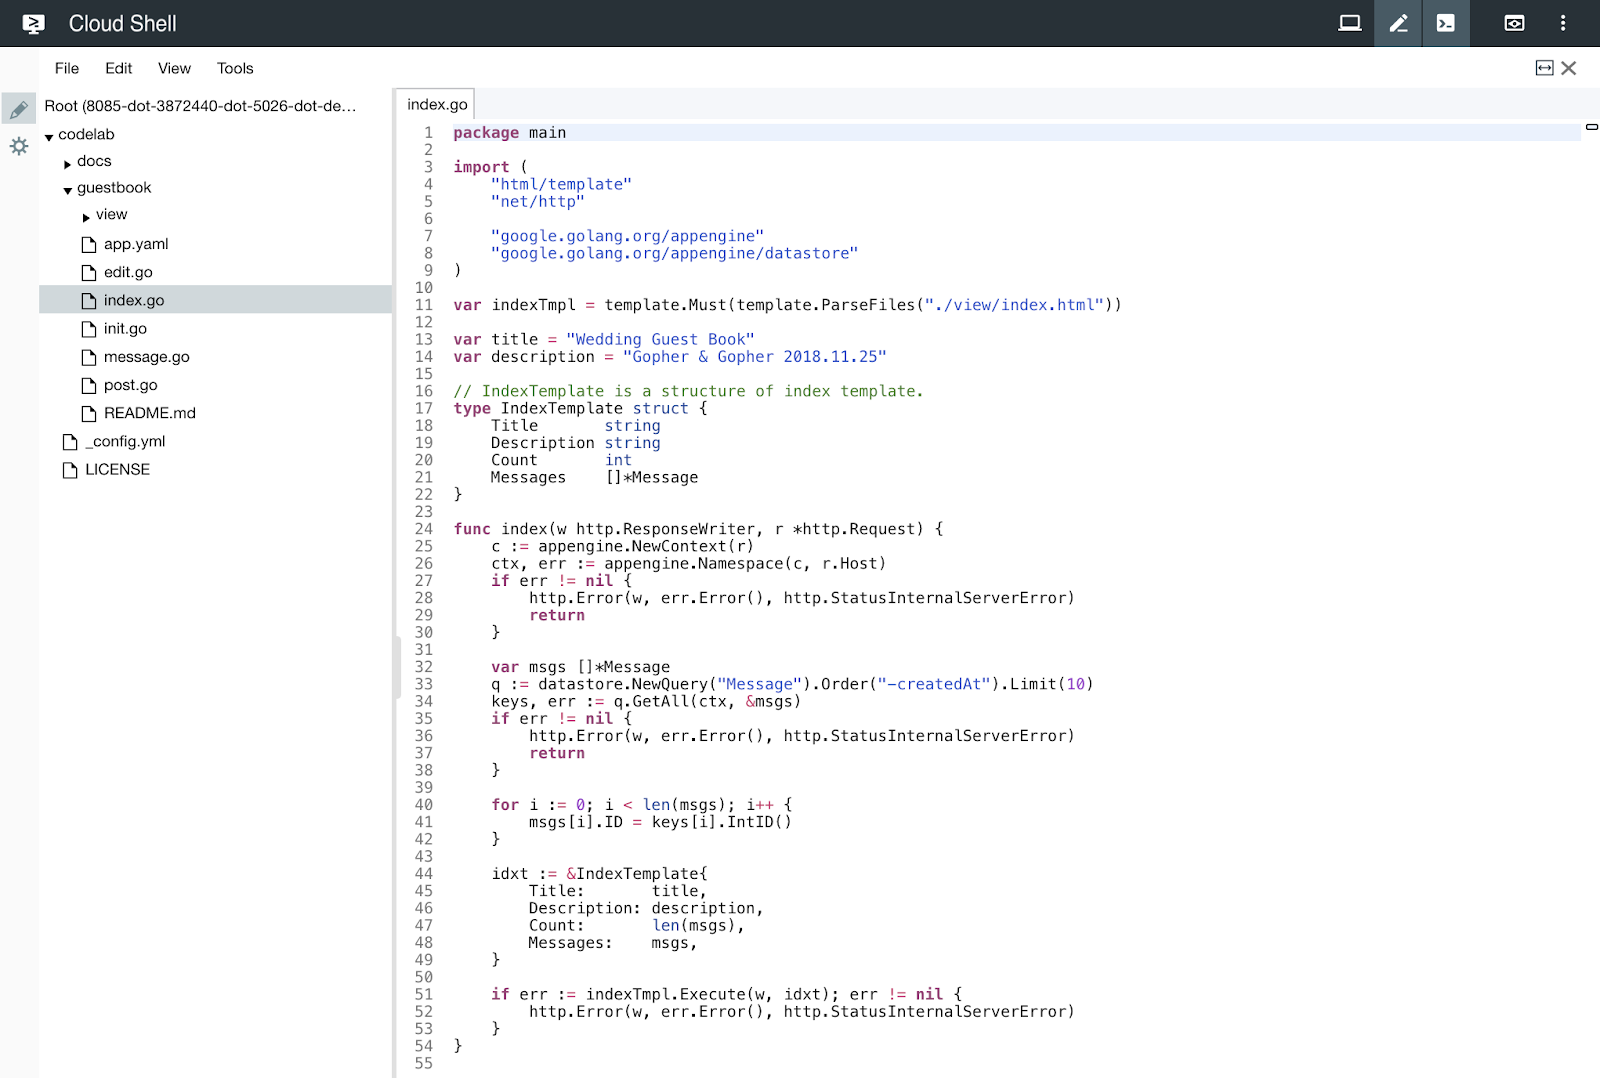 Cloud Shell
File Edit View Tools
Root (8085-dot-3872440-dot-5026-dot-de...
codelab
docs
guestbook
view
app.yaml
edit.go
index.go
init.go
message.go
post.go
README.md
_config.yml
LICENSE
index.go
1 package main
2
3 import (
4     "html/template"
5     "net/http"
6
7     "google.golang.org/appengine"
8     "google.golang.org/appengine/datastore"
9 )
10
11 var indexTmpl = template.Must(template.ParseFiles("./view/index.html"))
12
13 var title = "Wedding Guest Book"
14 var description = "Gopher & Gopher 2018.11.25"
15
16 // IndexTemplate is a structure of index template.
17 type IndexTemplate struct {
18     Title       string
19     Description string
20     Count       int
21     Messages    []*Message
22 }
23
24 func index(w http.ResponseWriter, r *http.Request) {
25     c := appengine.NewContext(r)
26     ctx, err := appengine.Namespace(c, r.Host)
27     if err != nil {
28         http.Error(w, err.Error(), http.StatusInternalServerError)
29         return
30     }
31
32     var msgs []*Message
33     q := datastore.NewQuery("Message").Order("-createdAt").Limit(10)
34     keys, err := q.GetAll(ctx, &msgs)
35     if err != nil {
36         http.Error(w, err.Error(), http.StatusInternalServerError)
37         return
38     }
39
40     for i := 0; i < len(msgs); i++ {
41         msgs[i].ID = keys[i].IntID()
42     }
43
44     idxt := &IndexTemplate{
45         Title:       title,
46         Description: description,
47         Count:       len(msgs),
48         Messages:    msgs,
49     }
50
51     if err := indexTmpl.Execute(w, idxt); err != nil {
52         http.Error(w, err.Error(), http.StatusInternalServerError)
53     }
54 }
55